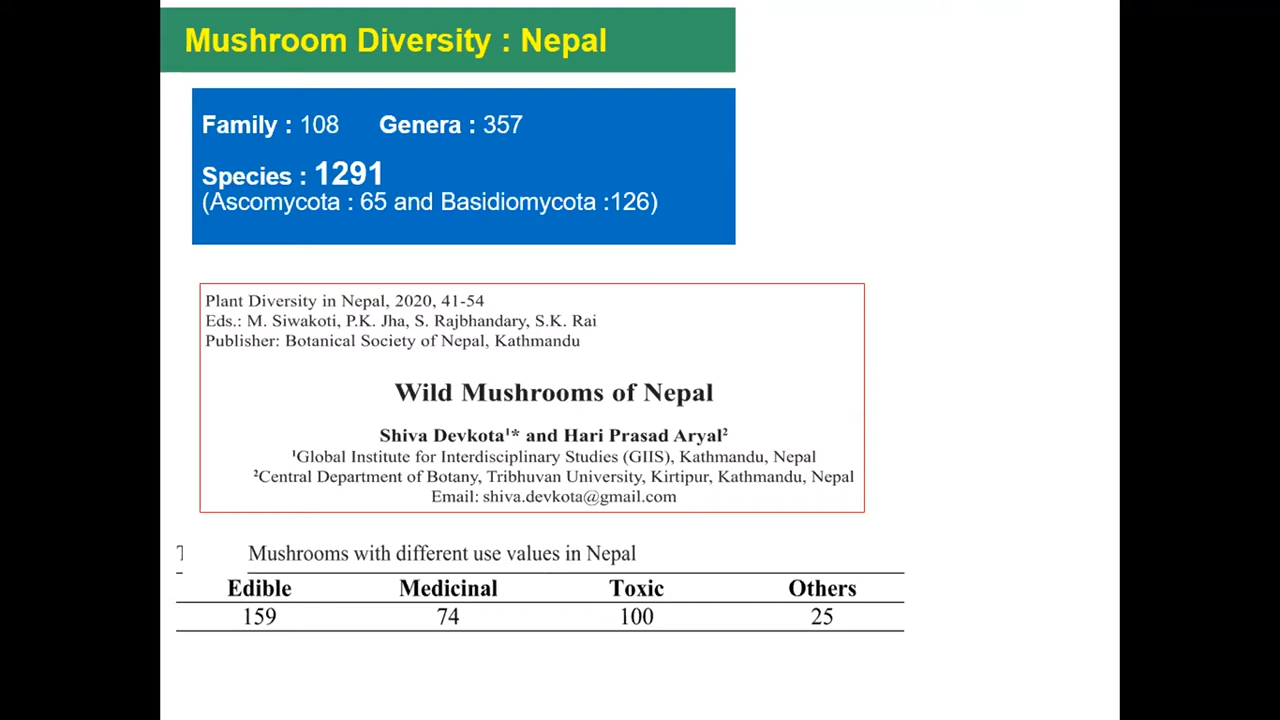 Mushroom Diversity : Nepal
Family : 108 Genera : 357
Species : 1291
(Ascomycota : 65 and Basidiomycota :126)
Plant Diversity in Nepal, 2020, 41-54
Eds.: M. Siwakoti, P.K. Jha, S. Rajbhandary, S.K. Rai
Publisher: Botanical Society of Nepal, Kathmandu
Wild Mushrooms of Nepal
Shiva Devkota¹* and Hari Prasad Aryal²
¹Global Institute for Interdisciplinary Studies (GIIS), Kathmandu, Nepal
²Central Department of Botany, Tribhuvan University, Kirtipur, Kathmandu, Nepal
Email: shiva.devkota@gmail.com
Mushrooms with different use values in Nepal
Edible Medicinal Toxic Others
159 74 100 25